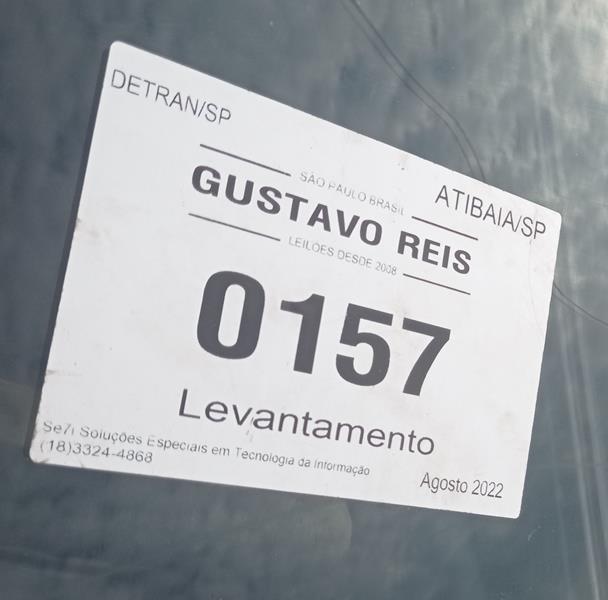 DETRAN/SP
ATIBAIA/SP
SÃO PAULO BRASIL
GUSTAVO REIS
LEILÕES DESDE 2008
0157
Levantamento
Se7i Soluções Especiais em Tecnologia da Informação
(18)3324-4868
Agosto 2022